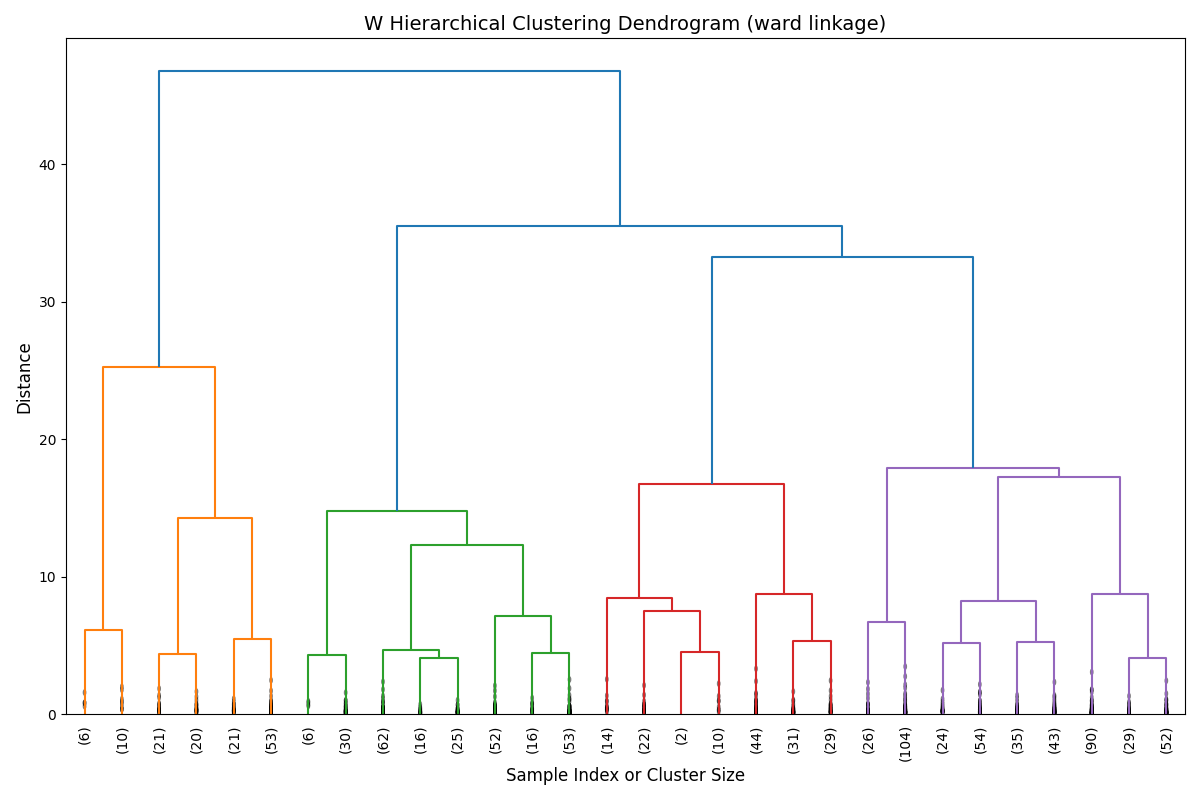 W Hierarchical Clustering Dendrogram (ward linkage)
Distance
40
30
20
10
0
(6) (10) (21) (20) (21) (53) (6) (30) (62) (16) (25) (52) (16) (53) (14) (22) (2) (10) (44) (31) (29) (26) (104) (24) (54) (35) (43) (90) (29) (52)
Sample Index or Cluster Size